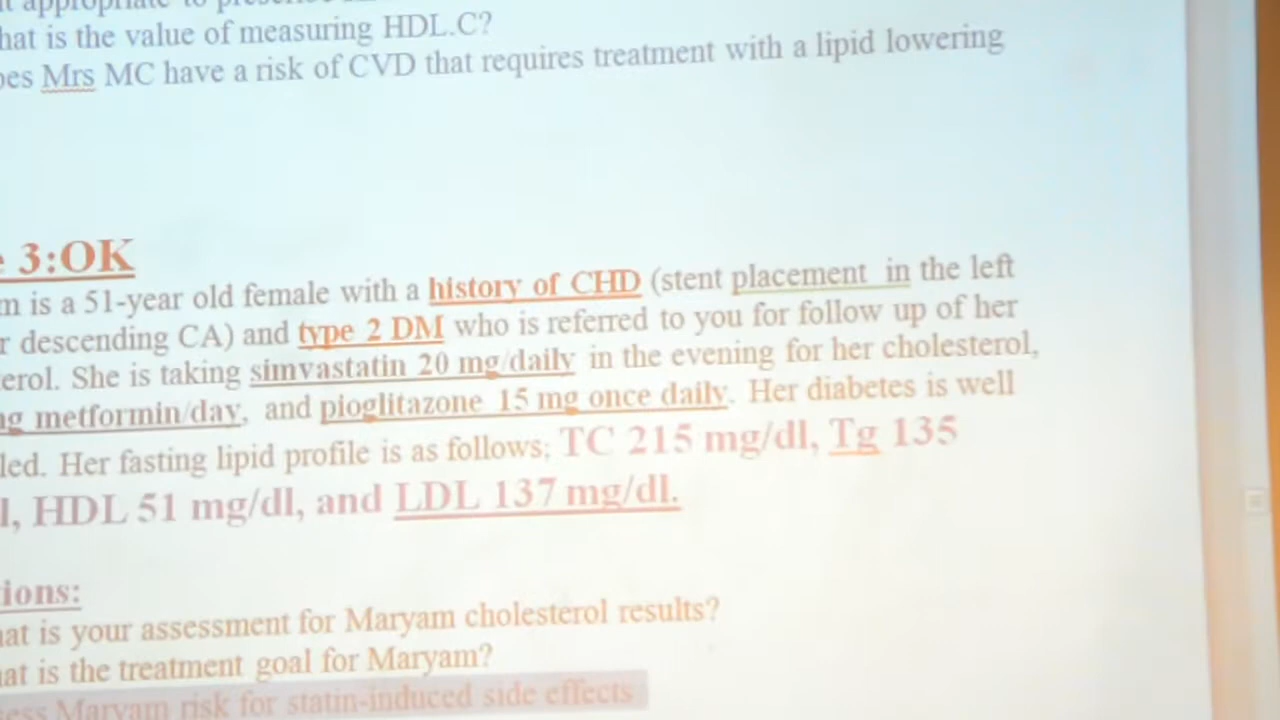 appropriate to
hat is the value of measuring HDL.C?
oes Mrs MC have a risk of CVD that requires treatment with a lipid lowering
e 3:OK
m is a 51-year old female with a history of CHD (stent placement in the left
r descending CA) and type 2 DM who is referred to you for follow up of her
erol. She is taking simvastatin 20 mg/daily in the evening for her cholesterol,
ng metformin/day, and pioglitazone 15 mg once daily. Her diabetes is well
led. Her fasting lipid profile is as follows; TC 215 mg/dl, Tg 135
l, HDL 51 mg/dl, and LDL 137 mg/dl.
ions:
hat is your assessment for Maryam cholesterol results?
hat is the treatment goal for Maryam?
ess Maryam risk for statin-induced side effects